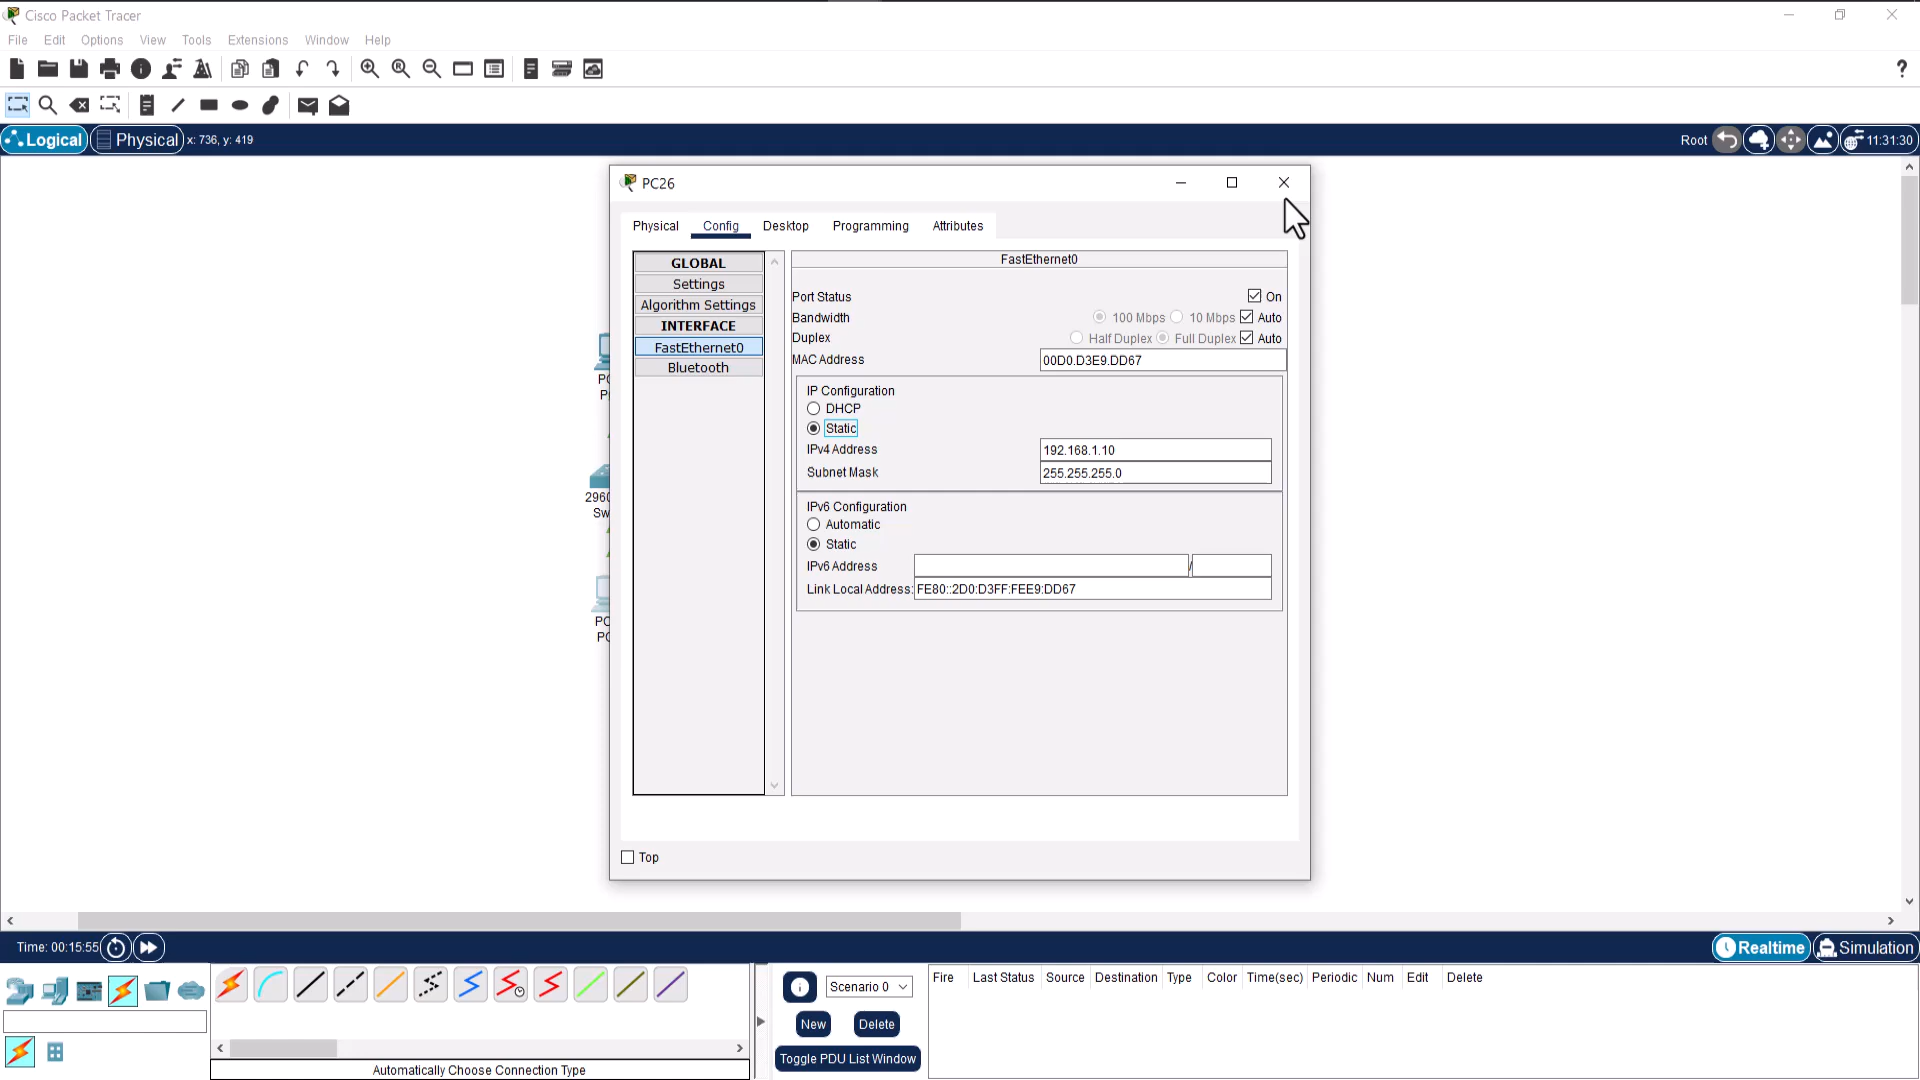 Cisco Packet Tracer
File Edit Options View Tools Extensions Window Help
?
Logical Physical x: 736, y: 419 Root 11:31:30
PC26
Physical Config Desktop Programming Attributes
GLOBAL
Settings
Algorithm Settings
INTERFACE
FastEthernet0
Bluetooth
FastEthernet0
Port Status On
Bandwidth 100 Mbps 10 Mbps Auto
Duplex Half Duplex Full Duplex Auto
MAC Address 00D0.D3E9.DD67
IP Configuration
DHCP
Static
IPv4 Address 192.168.1.10
Subnet Mask 255.255.255.0
IPv6 Configuration
Automatic
Static
IPv6 Address /
Link Local Address: FE80::2D0:D3FF:FEE9:DD67
Top
PC
P
2960
Sw
PC
PC
Time: 00:15:55 Realtime Simulation
Scenario 0
New Delete
Toggle PDU List Window
Fire Last Status Source Destination Type Color Time(sec) Periodic Num Edit Delete
Automatically Choose Connection Type